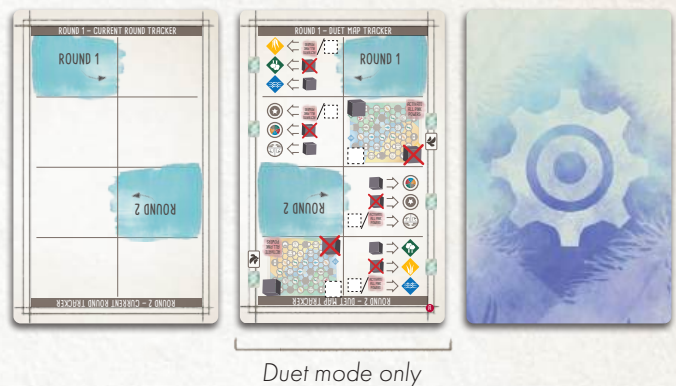 ROUND 1 – CURRENT ROUND TRACKER
ROUND 1
ROUND 2
ROUND 2 – CURRENT ROUND TRACKER
ROUND 1 – DUET MAP TRACKER
ROUND 1
ROUND 2
ROUND 2 – DUET MAP TRACKER
Duet mode only